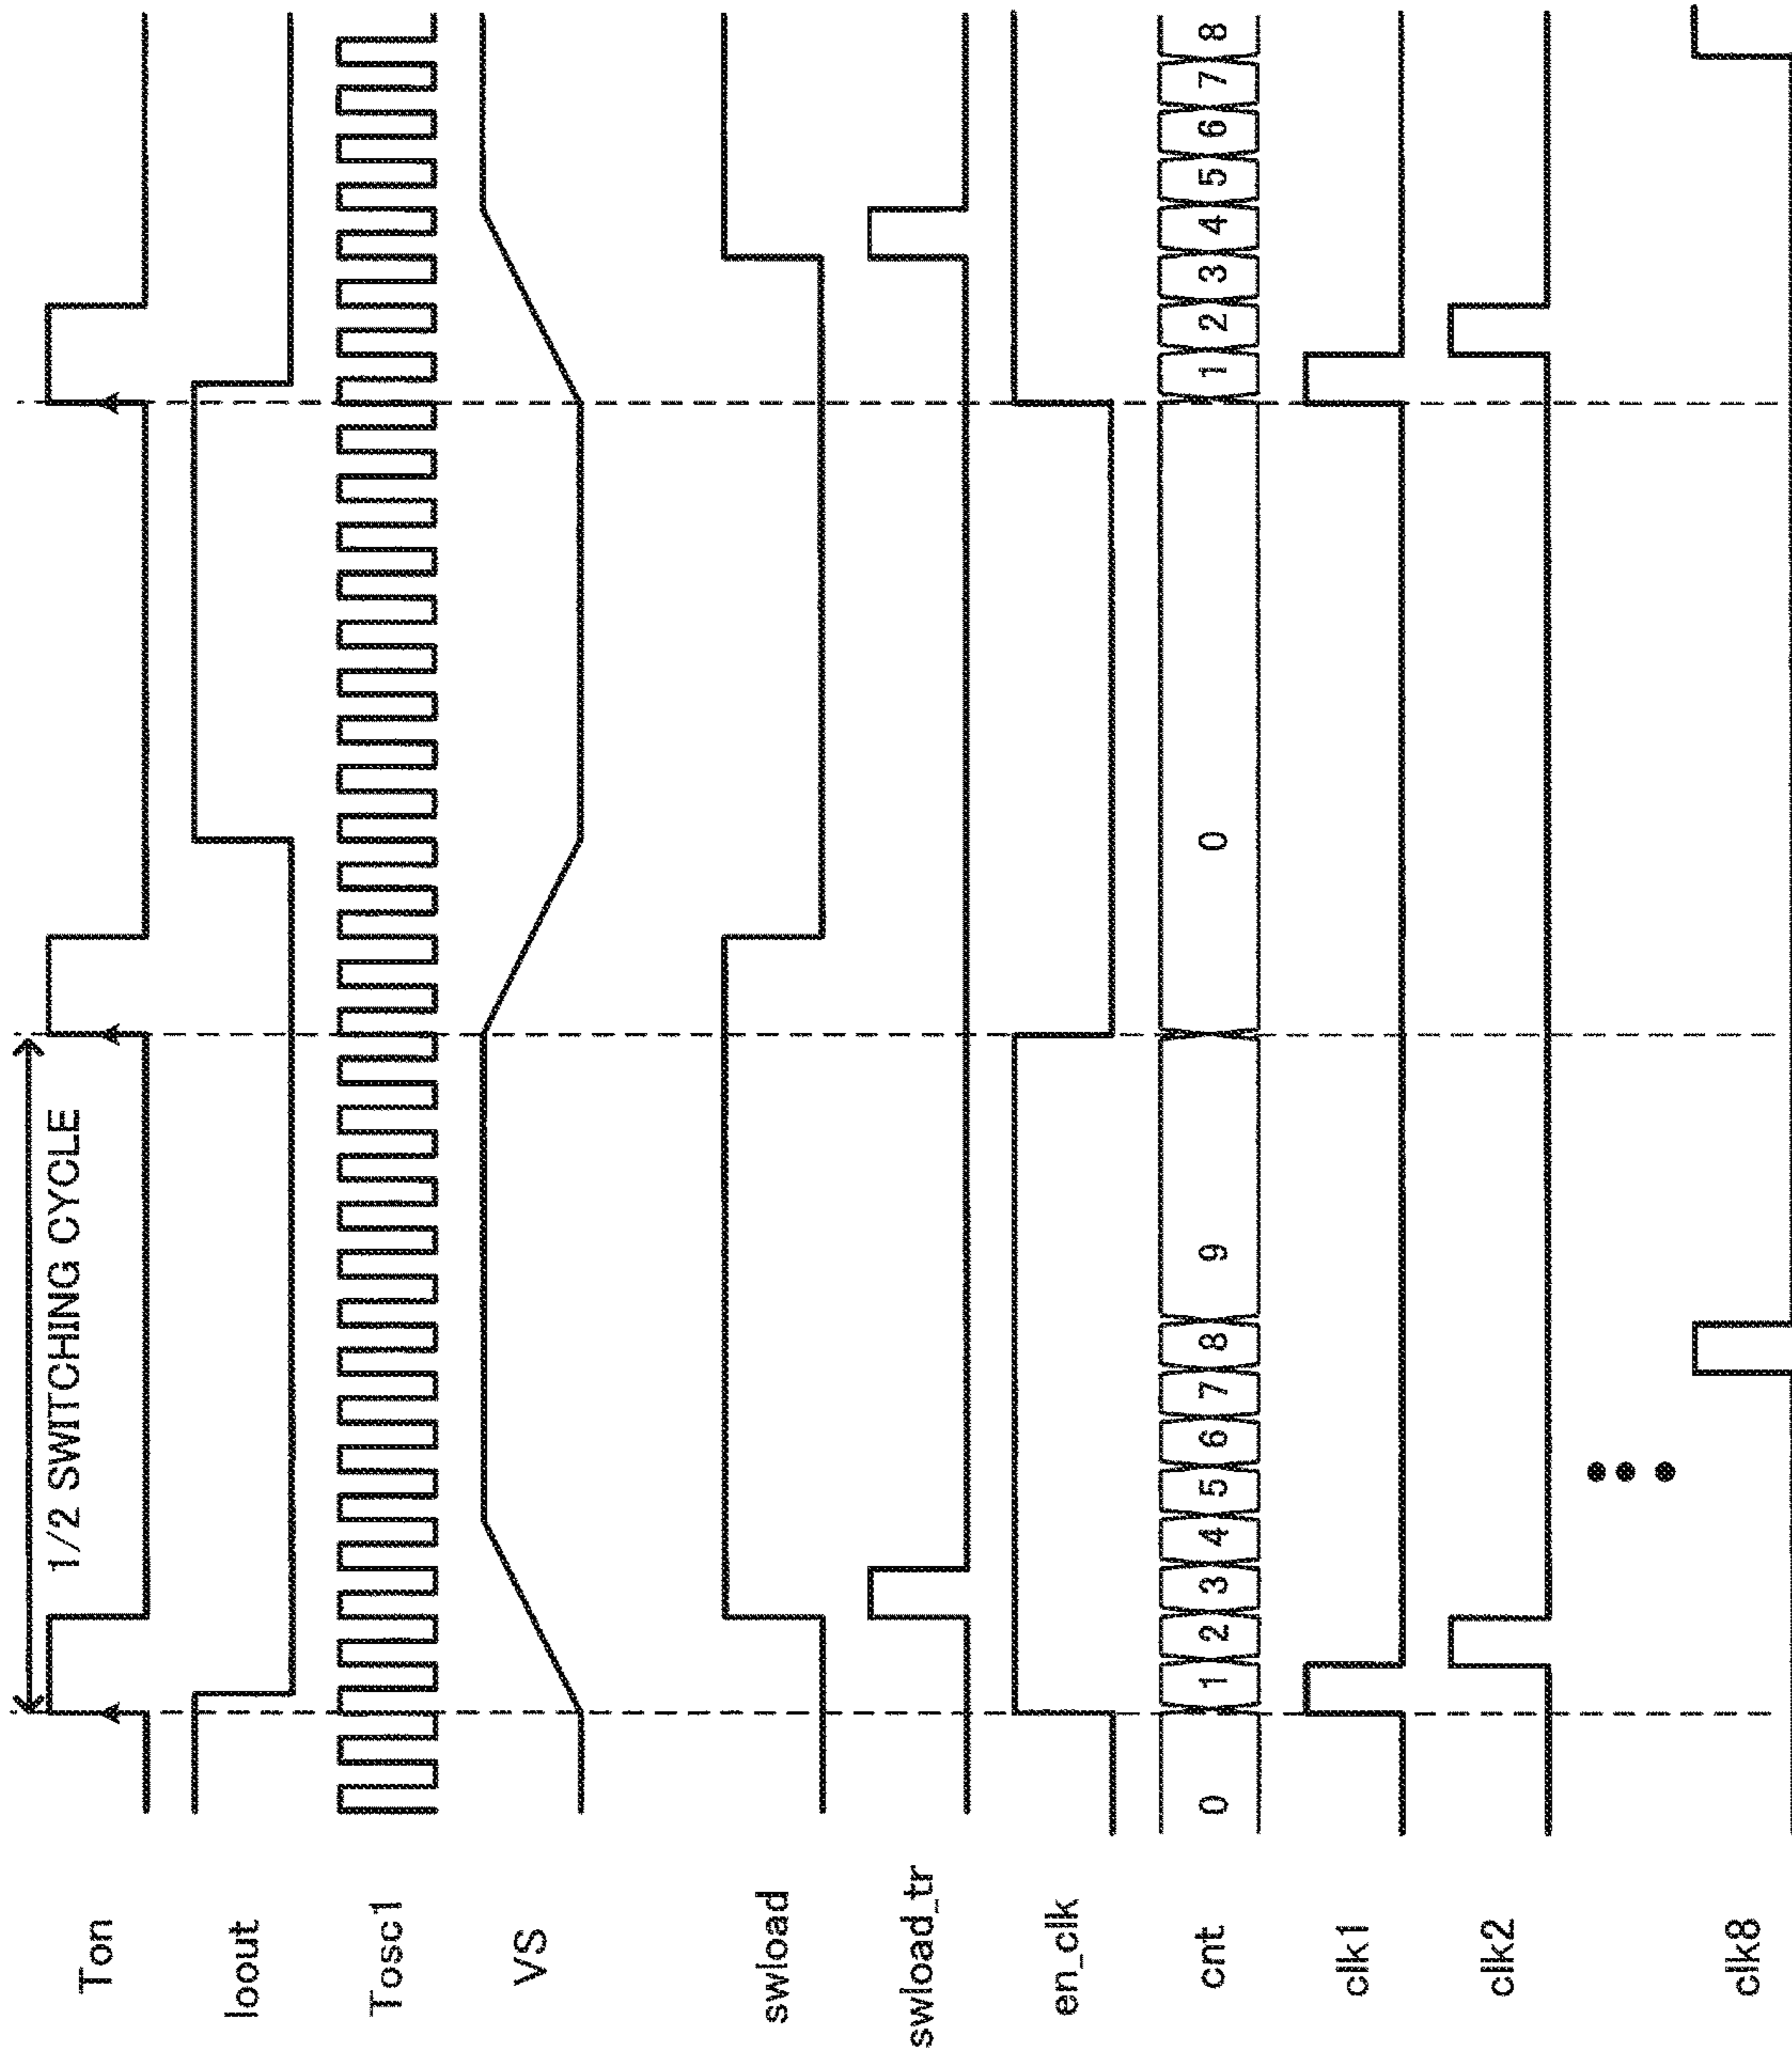 1/2 SWITCHING CYCLE
Ton
loout
Tosc1
VS
swload
swload_tr
en_clk
cnt 0 1 2 3 4 5 6 7 8 9 0 1 2 3 4 5 6 7 8
clk1
clk2
clk8